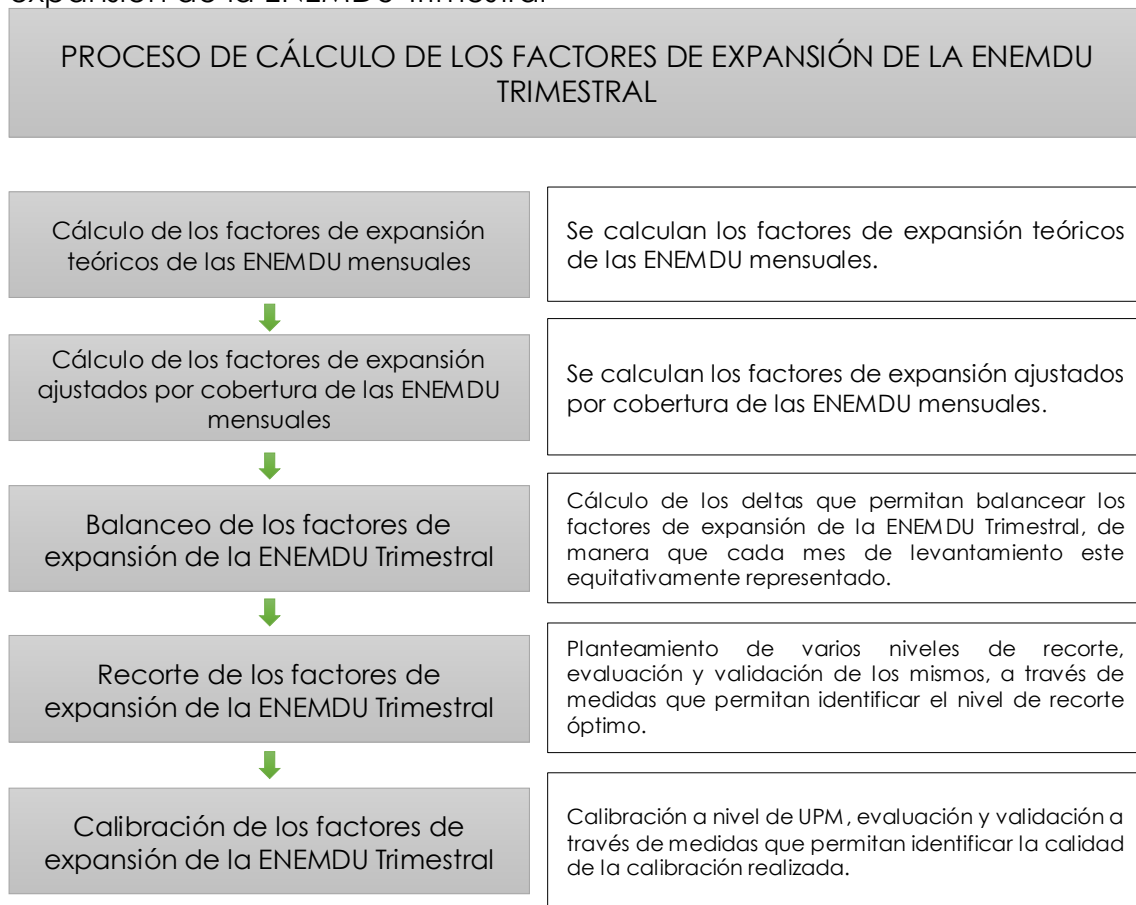 expansión de la ENEMDU Trimestral
PROCESO DE CÁLCULO DE LOS FACTORES DE EXPANSIÓN DE LA ENEMDU
TRIMESTRAL
Cálculo de los factores de expansión
teóricos de las ENEMDU mensuales
Se calculan los factores de expansión teóricos
de las ENEMDU mensuales.
Cálculo de los factores de expansión
ajustados por cobertura de las ENEMDU
mensuales
Se calculan los factores de expansión ajustados
por cobertura de las ENEMDU mensuales.
Balanceo de los factores de
expansión de la ENEMDU Trimestral
Cálculo de los deltas que permitan balancear los
factores de expansión de la ENEMDU Trimestral, de
manera que cada mes de levantamiento este
equitativamente representado.
Recorte de los factores de
expansión de la ENEMDU Trimestral
Planteamiento de varios niveles de recorte,
evaluación y validación de los mismos, a través de
medidas que permitan identificar el nivel de recorte
óptimo.
Calibración de los factores de
expansión de la ENEMDU Trimestral
Calibración a nivel de UPM, evaluación y validación a
través de medidas que permitan identificar la calidad
de la calibración realizada.